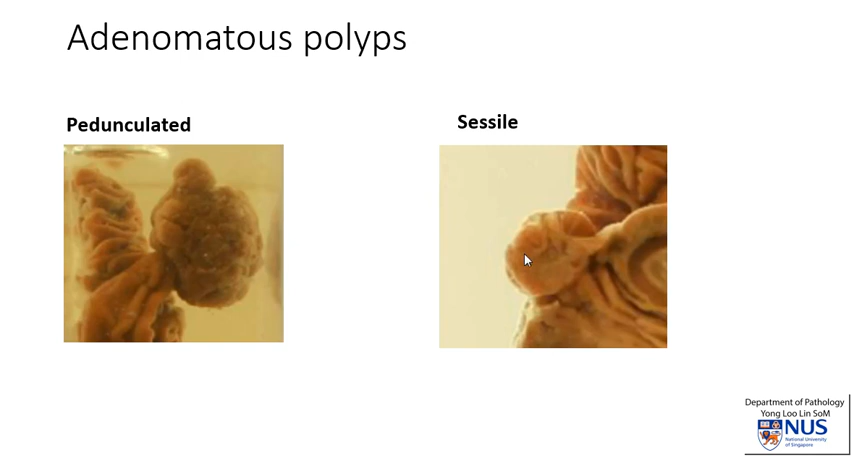 Adenomatous polyps
Pedunculated
Sessile
Department of Pathology
Yong Loo Lin SoM
NUS
National University
of Singapore